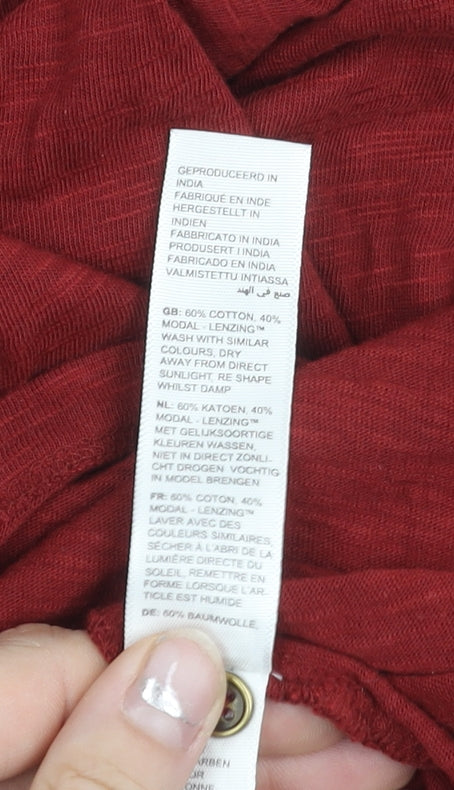 GEPRODUCEERD IN
INDIA
FABRIQUÉ EN INDE
HERGESTELLT IN
INDIEN
FABBRICATO IN INDIA
PRODUSERT I INDIA
FABRICADO EN INDIA
VALMISTETTU INTIASSA
صنع في الهند
GB: 60% COTTON, 40%
MODAL - LENZING™
WASH WITH SIMILAR
COLOURS, DRY
AWAY FROM DIRECT
SUNLIGHT, RE SHAPE
WHILST DAMP
NL: 60% KATOEN, 40%
MODAL - LENZING™
MET GELIJKSOORTIGE
KLEUREN WASSEN,
NIET IN DIRECT ZONLI-
CHT DROGEN VOCHTIG
IN MODEL BRENGEN
FR: 60% COTON, 40%
MODAL - LENZING™
LAVER AVEC DES
COULEURS SIMILAIRES,
SÉCHER À L'ABRI DE LA
LUMIÈRE DIRECTE DU
SOLEIL, REMETTRE EN
FORME LORSQUE L'AR-
TICLE EST HUMIDE
DE: 60% BAUMWOLLE,